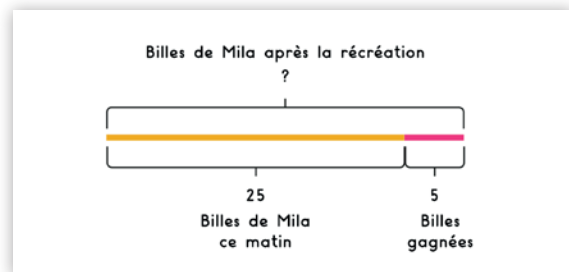 Billes de Mila après la récréation
?
25
Billes de Mila
ce matin
5
Billes
gagnées